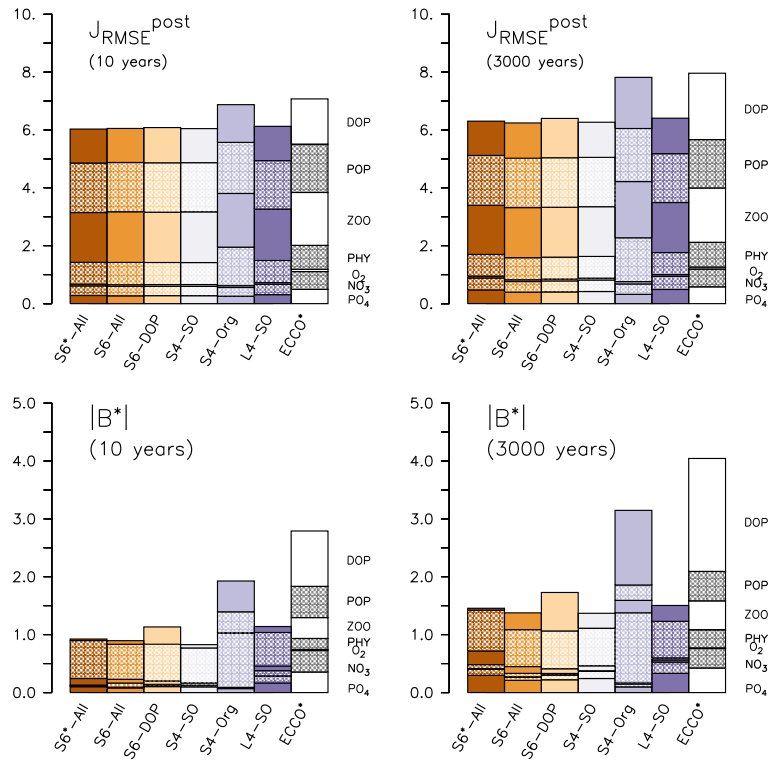 J_RMSE^post
(10 years)
10.
8.
6.
4.
2.
0.
DOP
POP
ZOO
PHY
O₂
NO₃
PO₄
S6*-All
S6-All
S6-DOP
S4-SO
S4-Org
L4-SO
ECCO*
J_RMSE^post
(3000 years)
10.
8.
6.
4.
2.
0.
DOP
POP
ZOO
PHY
O₂
NO₃
PO₄
S6*-All
S6-All
S6-DOP
S4-SO
S4-Org
L4-SO
ECCO*
|B*|
(10 years)
5.0
4.0
3.0
2.0
1.0
0.0
DOP
POP
ZOO
PHY
O₂
NO₃
PO₄
S6*-All
S6-All
S6-DOP
S4-SO
S4-Org
L4-SO
ECCO*
|B*|
(3000 years)
5.0
4.0
3.0
2.0
1.0
0.0
DOP
POP
ZOO
PHY
O₂
NO₃
PO₄
S6*-All
S6-All
S6-DOP
S4-SO
S4-Org
L4-SO
ECCO*